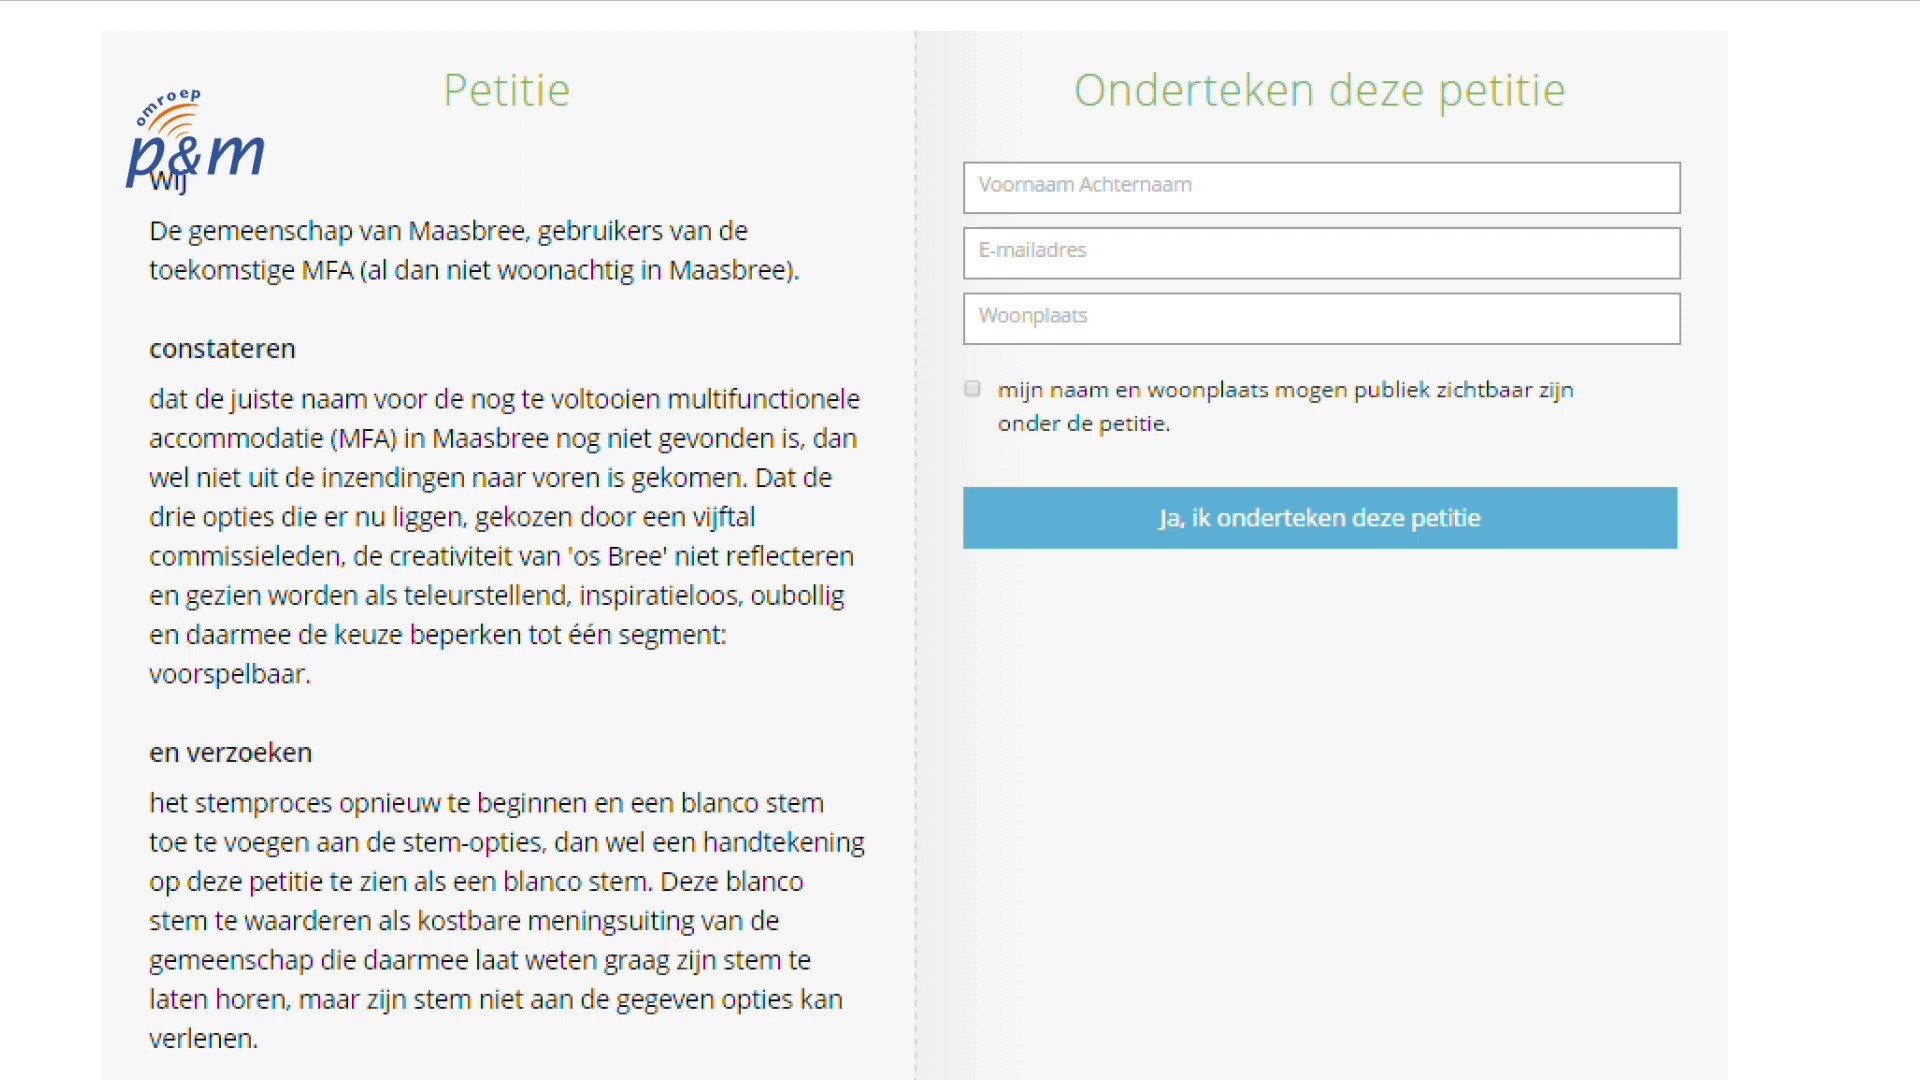 Petitie
omroep
p&m
Wij
De gemeenschap van Maasbree, gebruikers van de
toekomstige MFA (al dan niet woonachtig in Maasbree).
constateren
dat de juiste naam voor de nog te voltooien multifunctionele
accommodatie (MFA) in Maasbree nog niet gevonden is, dan
wel niet uit de inzendingen naar voren is gekomen. Dat de
drie opties die er nu liggen, gekozen door een vijftal
commissieleden, de creativiteit van 'os Bree' niet reflecteren
en gezien worden als teleurstellend, inspiratieloos, oubollig
en daarmee de keuze beperken tot één segment:
voorspelbaar.
en verzoeken
het stemproces opnieuw te beginnen en een blanco stem
toe te voegen aan de stem-opties, dan wel een handtekening
op deze petitie te zien als een blanco stem. Deze blanco
stem te waarderen als kostbare meningsuiting van de
gemeenschap die daarmee laat weten graag zijn stem te
laten horen, maar zijn stem niet aan de gegeven opties kan
verlenen.
Onderteken deze petitie
Voornaam Achternaam
E-mailadres
Woonplaats
mijn naam en woonplaats mogen publiek zichtbaar zijn
onder de petitie.
Ja, ik onderteken deze petitie